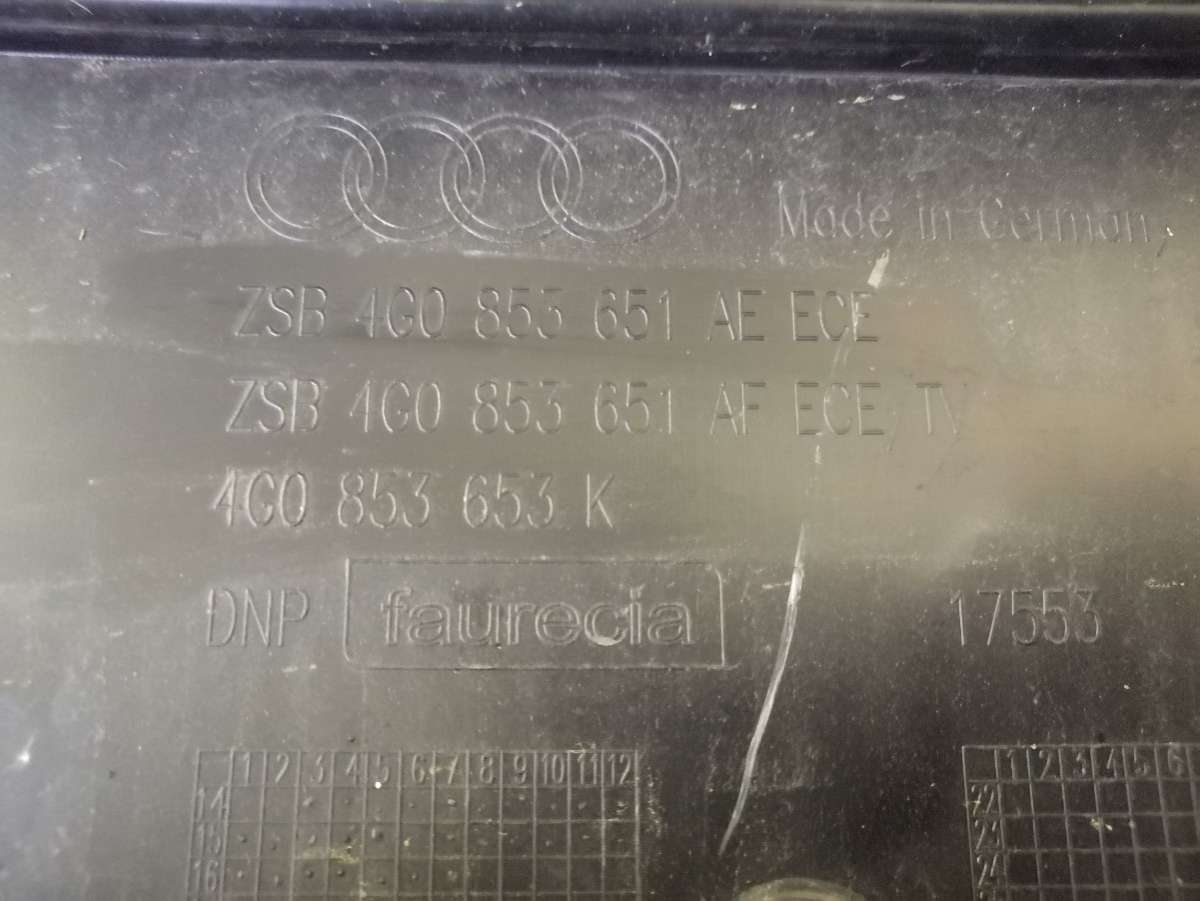 Made in German
ZSB 4G0 853 651 AE ECE
ZSB 4G0 853 651 AF ECE/TV
4G0 853 653 K
DNP faurecia 17553
1 2 3 4 5 6 7 8 9 10 11 12
14
15
16
1 2 3 4 5 6
22
23
24